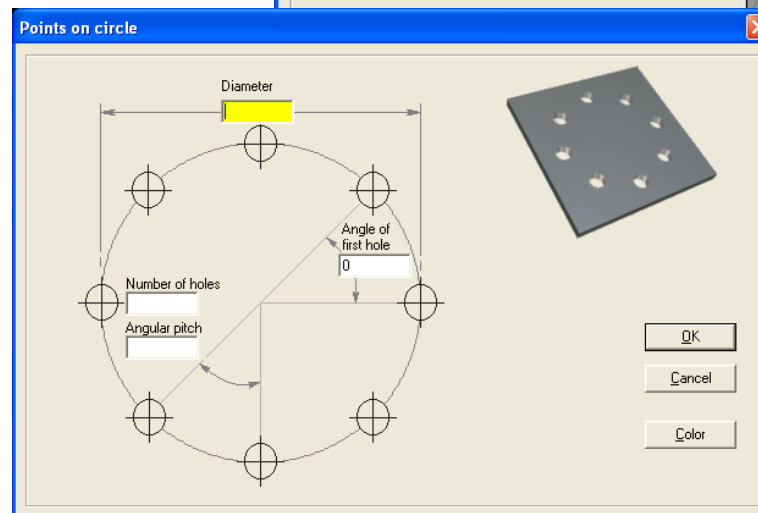 Points on circle
Diameter
Angle of
first hole
0
Number of holes
Angular pitch
OK
Cancel
Color